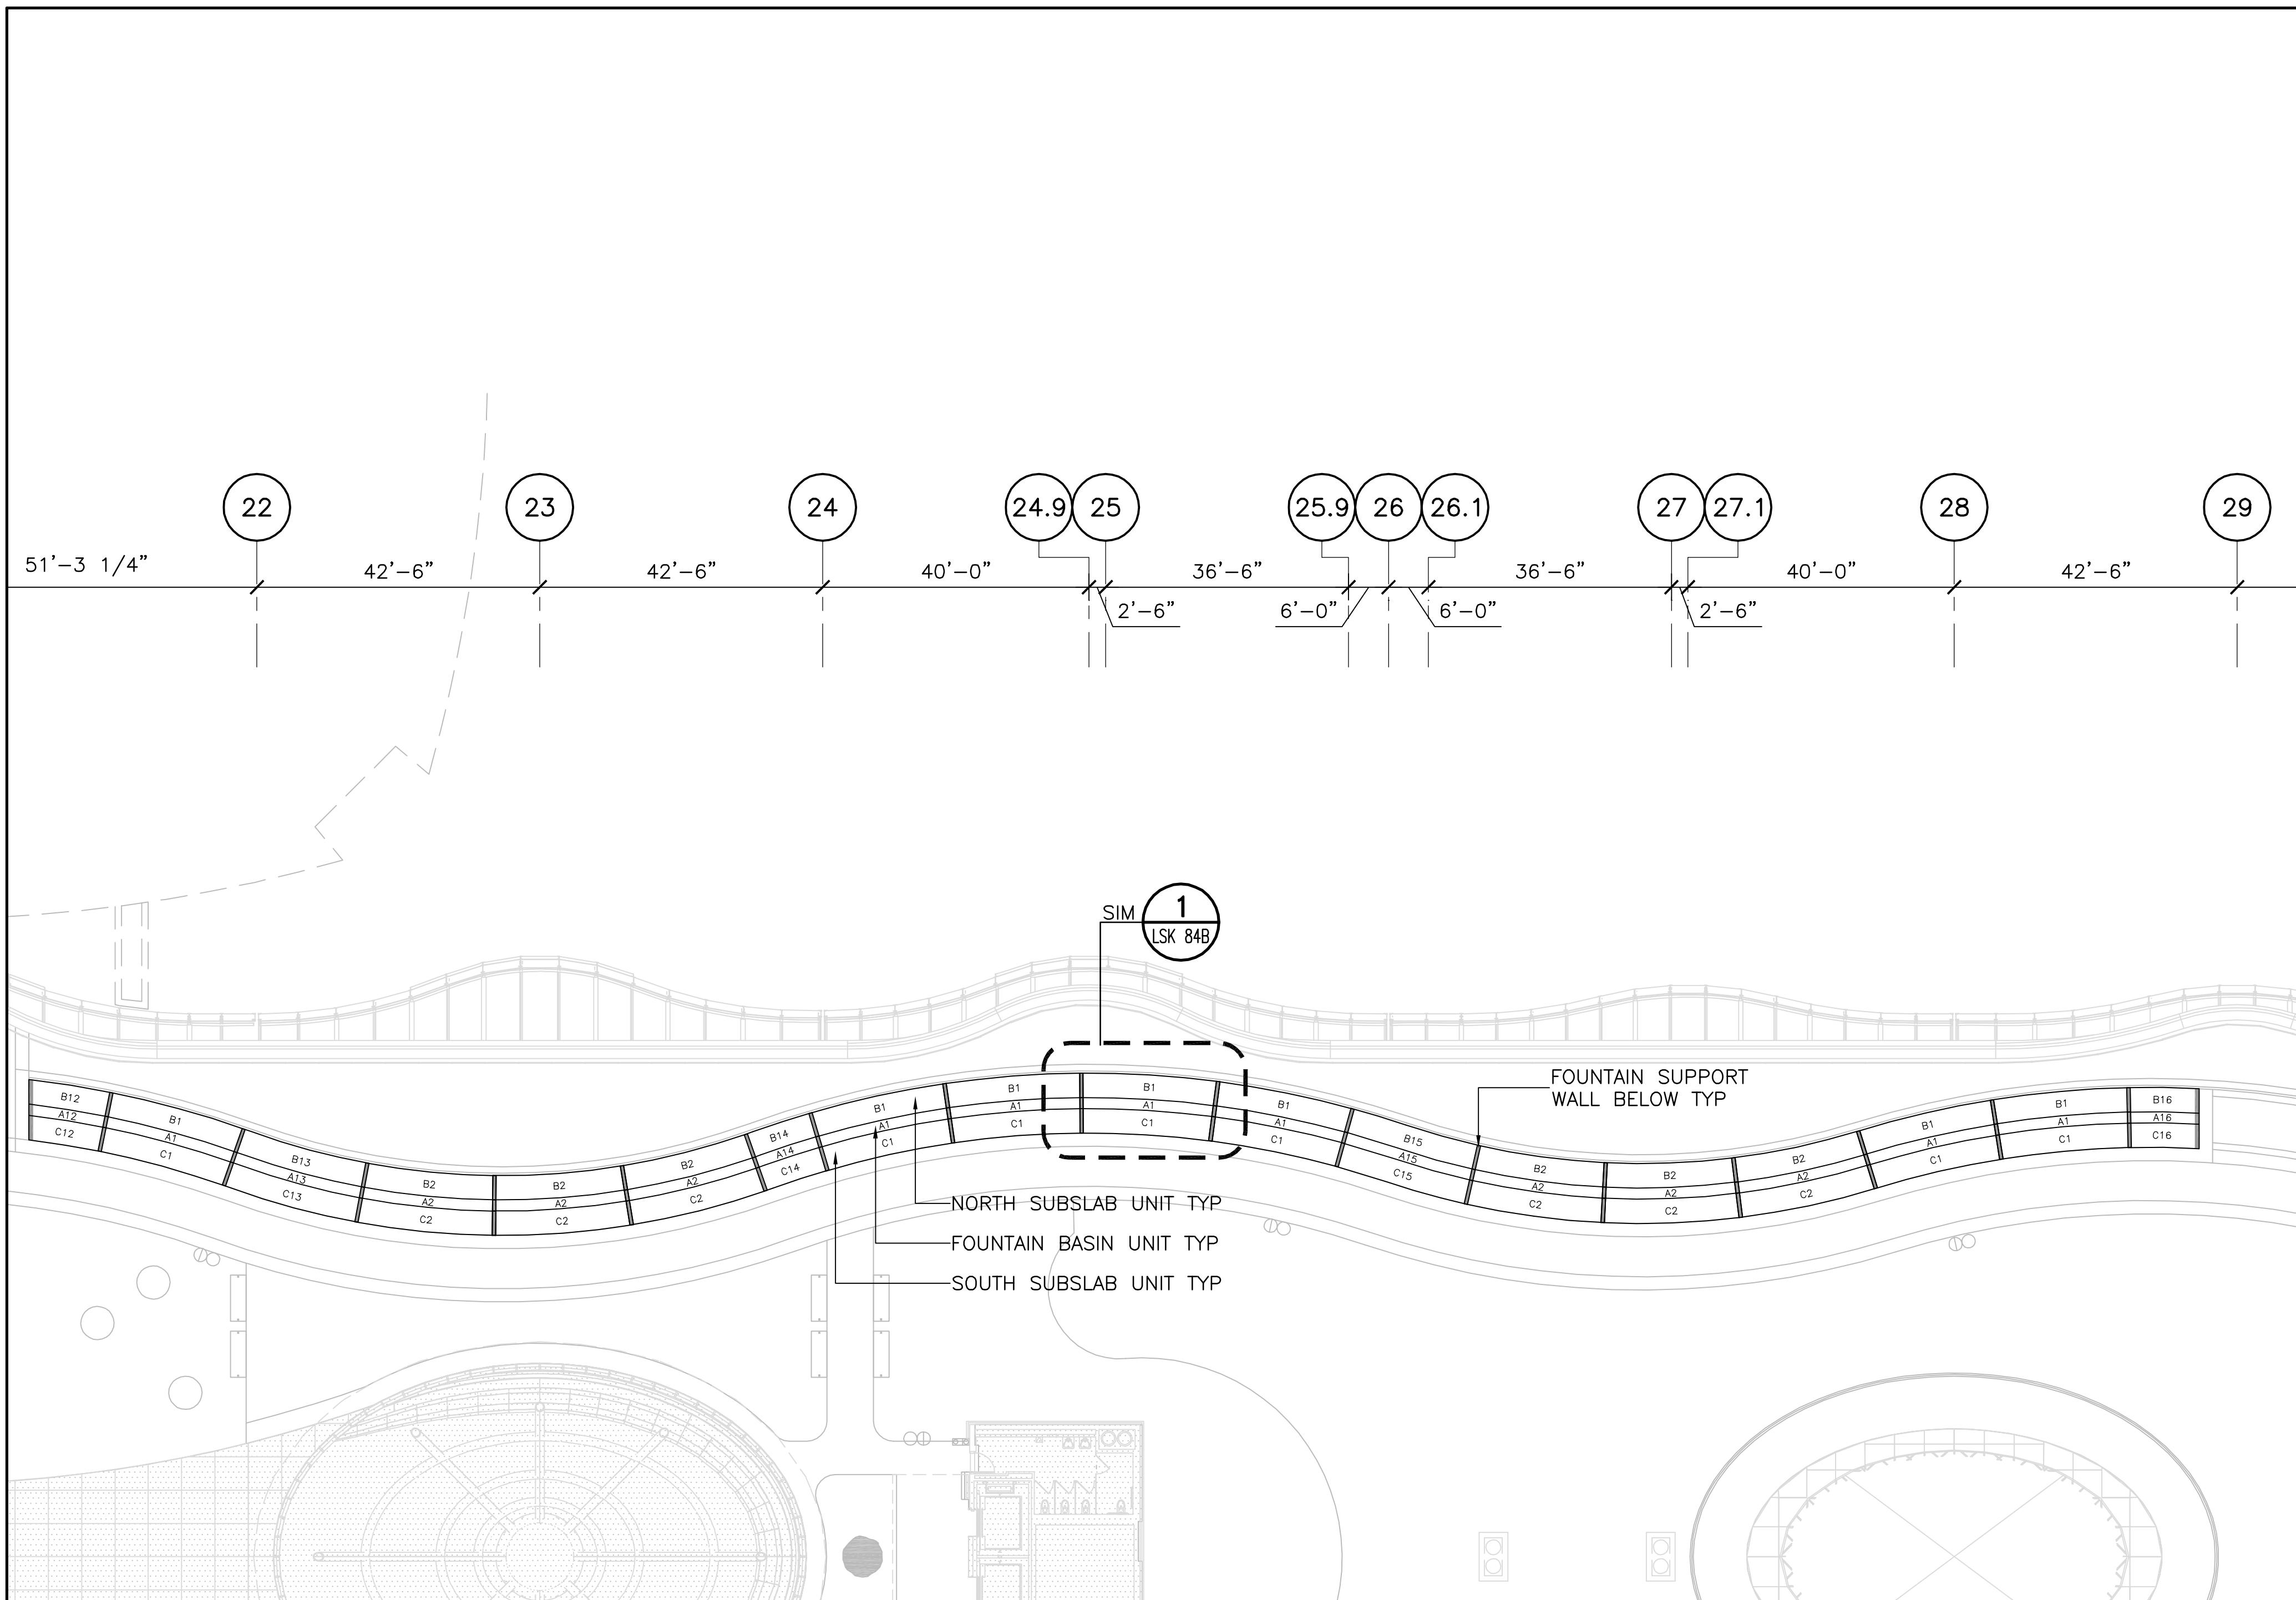 22
23
24
24.9
25
25.9
26
26.1
27
27.1
28
29
51'-3 1/4"
42'-6"
42'-6"
40'-0"
36'-6"
36'-6"
40'-0"
42'-6"
2'-6"
6'-0"
6'-0"
2'-6"
SIM
1
LSK 84B
FOUNTAIN SUPPORT
WALL BELOW TYP
B12
B1
B13
B2
B2
B2
B14
B1
B1
B1
B1
B15
B2
B2
B2
B1
B1
B16
A12
A1
A13
A2
A2
A2
A14
A1
A1
A1
A1
A15
A2
A2
A2
A1
A1
A16
C12
C1
C13
C2
C2
C2
C14
C1
C1
C1
C1
C15
C2
C2
C2
C1
C1
C16
NORTH SUBSLAB UNIT TYP
FOUNTAIN BASIN UNIT TYP
SOUTH SUBSLAB UNIT TYP